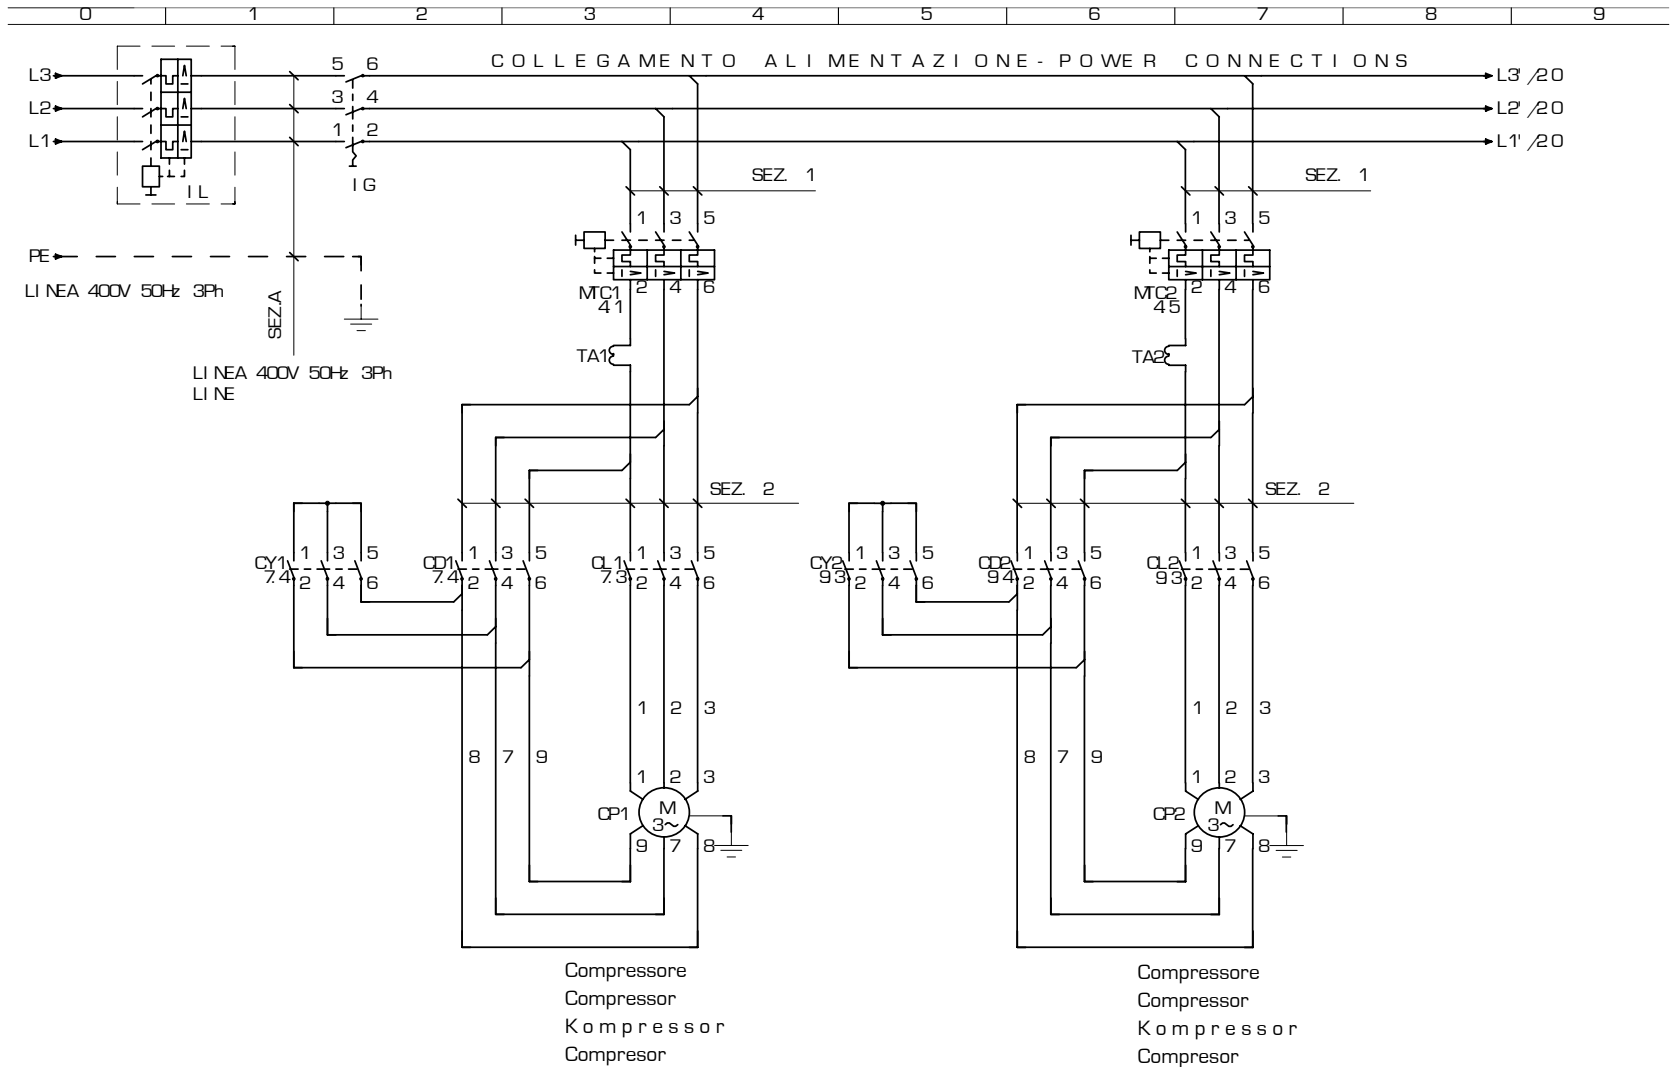 0 1 2 3 4 5 6 7 8 9
COLLEGAMENTO ALIMENTAZIONE-POWER CONNECTIONS
L3 5 6 L3'/20
L2 3 4 L2'/20
L1 1 2 L1'/20
IL IG
SEZ. 1 SEZ. 1
1 3 5 1 3 5
PE
LINEA 400V 50Hz 3Ph
SEZ.A
MTC1 2 4 6 MTC2 2 4 6
41 45
TA1 TA2
LINEA 400V 50Hz 3Ph
LINE
SEZ. 2 SEZ. 2
CY1 1 3 5 CD1 1 3 5 CL1 1 3 5 CY2 1 3 5 CD2 1 3 5 CL2 1 3 5
7.4 2 4 6 7.4 2 4 6 7.3 2 4 6 9.3 2 4 6 9.4 2 4 6 9.3 2 4 6
1 2 3 1 2 3
8 7 9 8 7 9
1 2 3 1 2 3
CP1 M CP2 M
3~ 3~
9 7 8 9 7 8
Compressore
Compressor
Kompressor
Compresor
Compressore
Compressor
Kompressor
Compresor